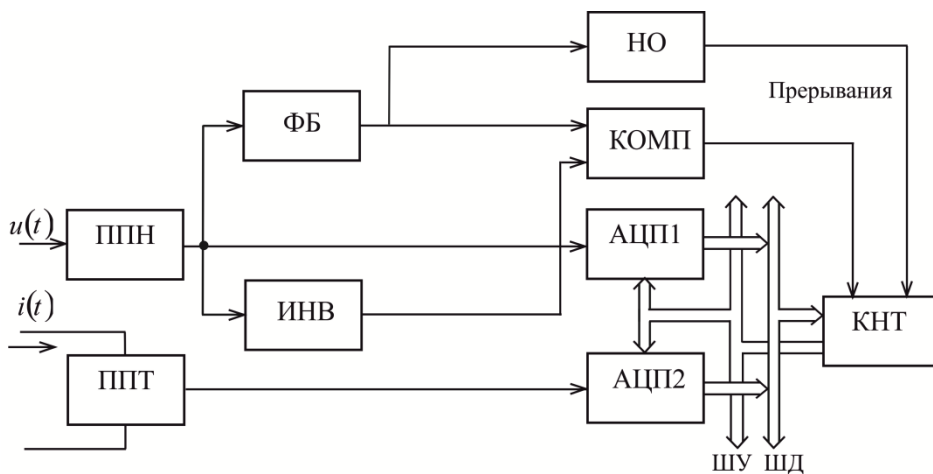 НО
Прерывания
ФБ
КОМП
u(t)
ППН
АЦП1
i(t)
ИНВ
КНТ
ППТ
АЦП2
ШУ ШД